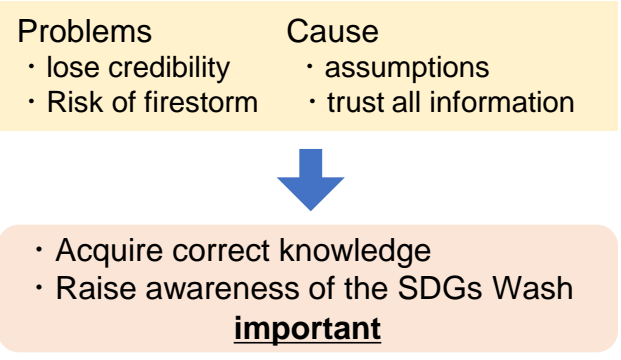 Problems Cause
・lose credibility ・assumptions
・Risk of firestorm ・trust all information
・Acquire correct knowledge
・Raise awareness of the SDGs Wash
important